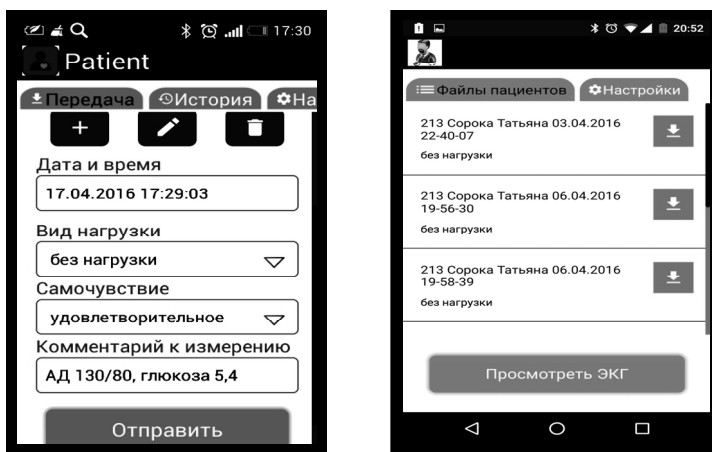 17:30
Patient
Передача
История
На
Дата и время
17.04.2016 17:29:03
Вид нагрузки
без нагрузки
Самочувствие
удовлетворительное
Комментарий к измерению
АД 130/80, глюкоза 5,4
Отправить
20:52
Файлы пациентов
Настройки
213 Сорока Татьяна 03.04.2016
22-40-07
без нагрузки
213 Сорока Татьяна 06.04.2016
19-56-30
без нагрузки
213 Сорока Татьяна 06.04.2016
19-58-39
без нагрузки
Просмотреть ЭКГ